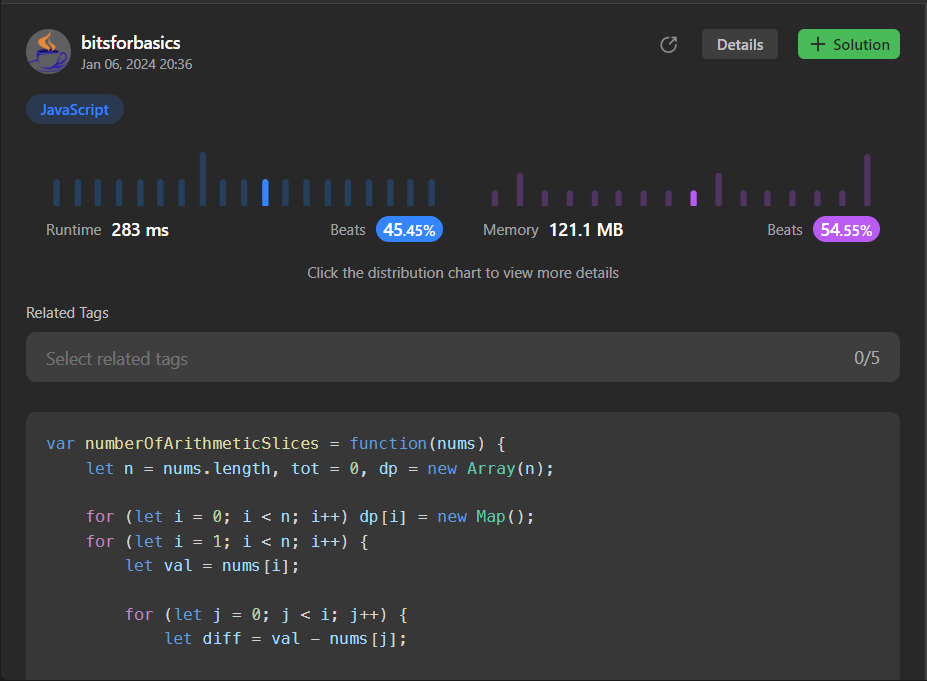 bitsforbasics
Jan 06, 2024 20:36
Details
+ Solution
JavaScript
Runtime 283 ms Beats 45.45%
Memory 121.1 MB Beats 54.55%
Click the distribution chart to view more details
Related Tags
Select related tags 0/5
var numberOfArithmeticSlices = function(nums) {
    let n = nums.length, tot = 0, dp = new Array(n);
    for (let i = 0; i < n; i++) dp[i] = new Map();
    for (let i = 1; i < n; i++) {
        let val = nums[i];
        for (let j = 0; j < i; j++) {
            let diff = val - nums[j];